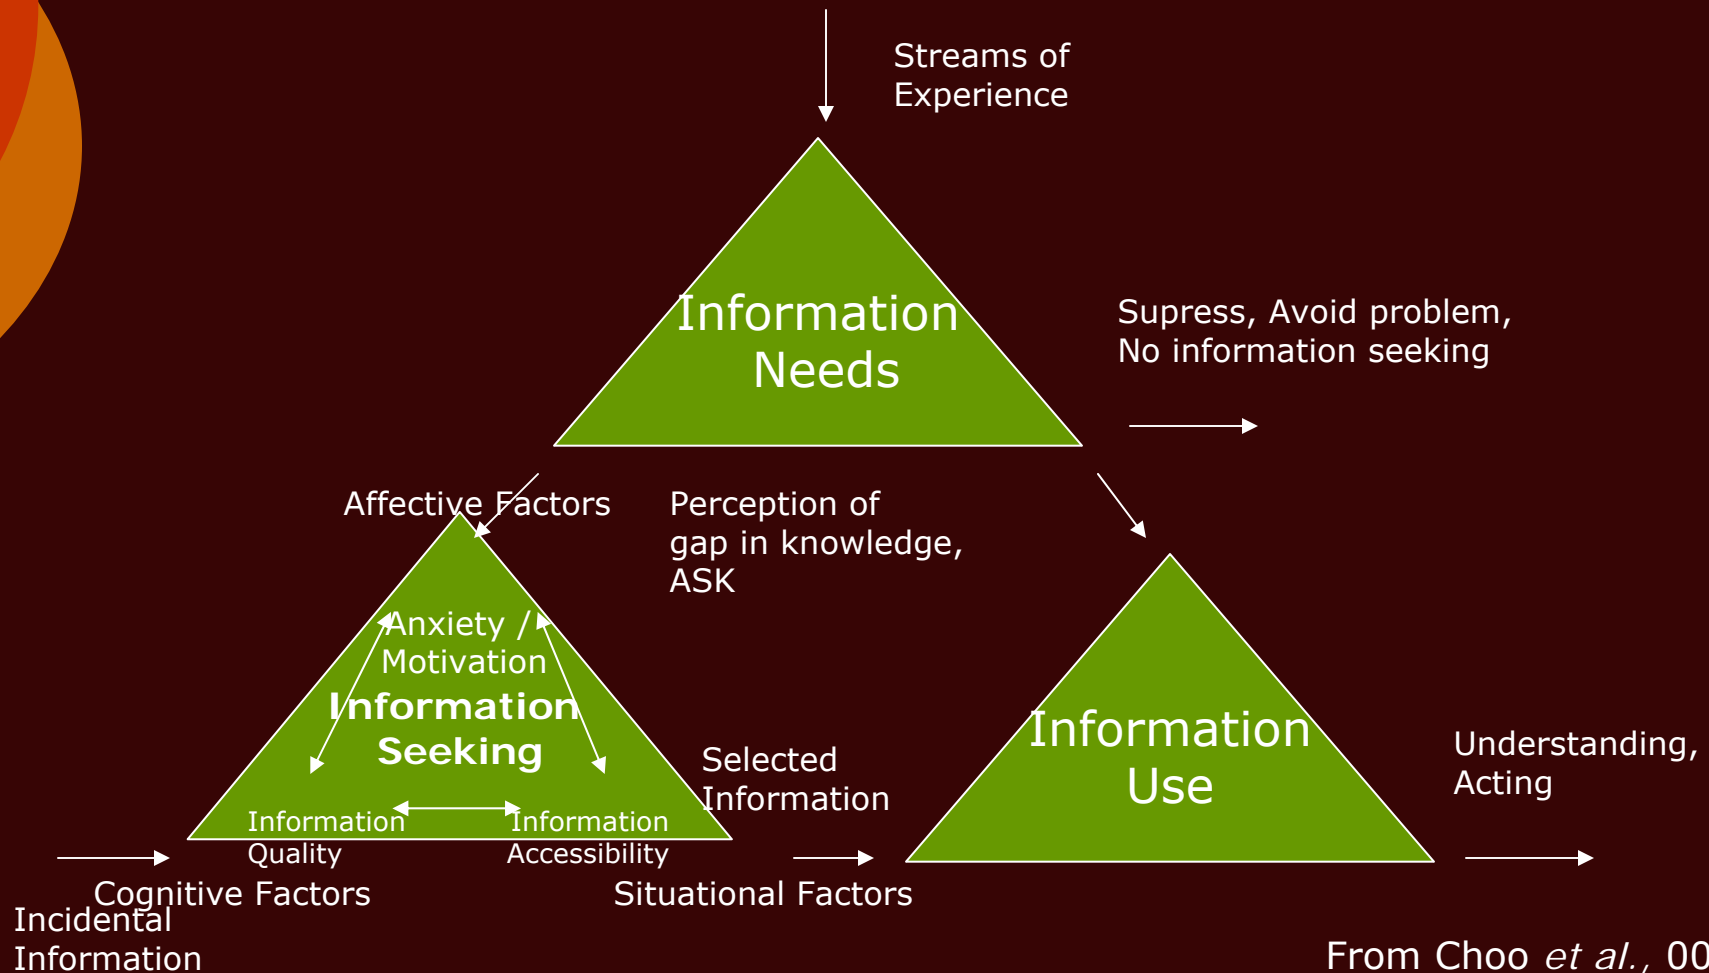 Streams of
Experience
Information
Needs
Supress, Avoid problem,
No information seeking
Affective Factors
Perception of
gap in knowledge,
ASK
Anxiety /
Motivation
Information
Seeking
Information
Quality
Information
Accessibility
Selected
Information
Information
Use
Understanding,
Acting
Cognitive Factors
Situational Factors
Incidental
Information
From Choo et al., 00